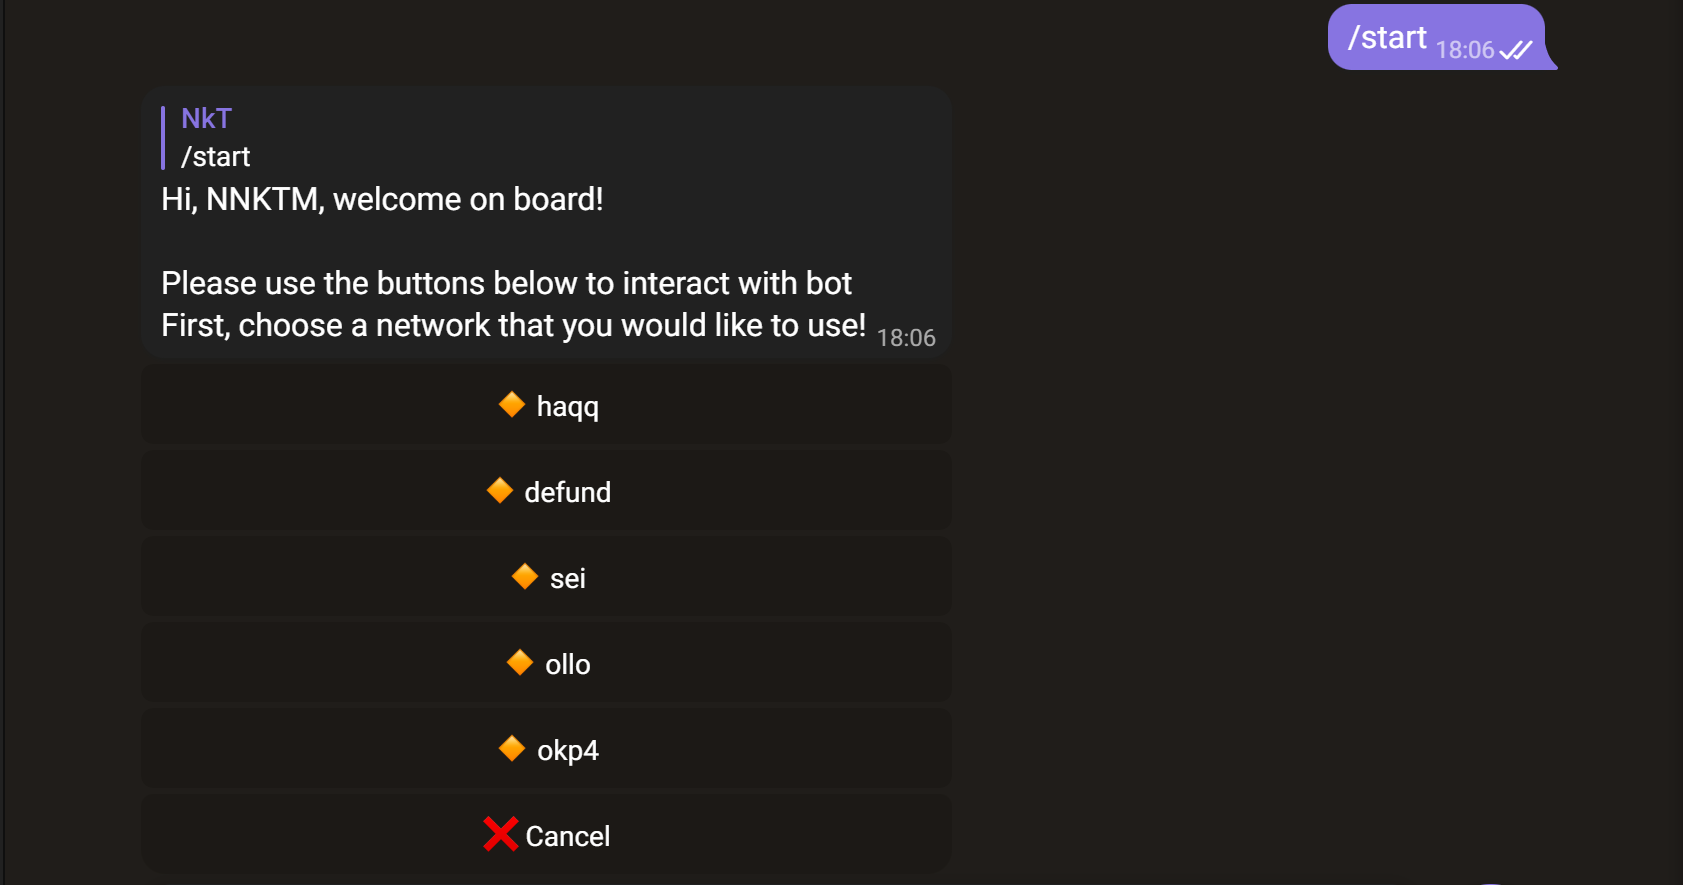 /start 18:06
NkT
/start
Hi, NNKTM, welcome on board!
Please use the buttons below to interact with bot
First, choose a network that you would like to use! 18:06
haqq
defund
sei
ollo
okp4
Cancel